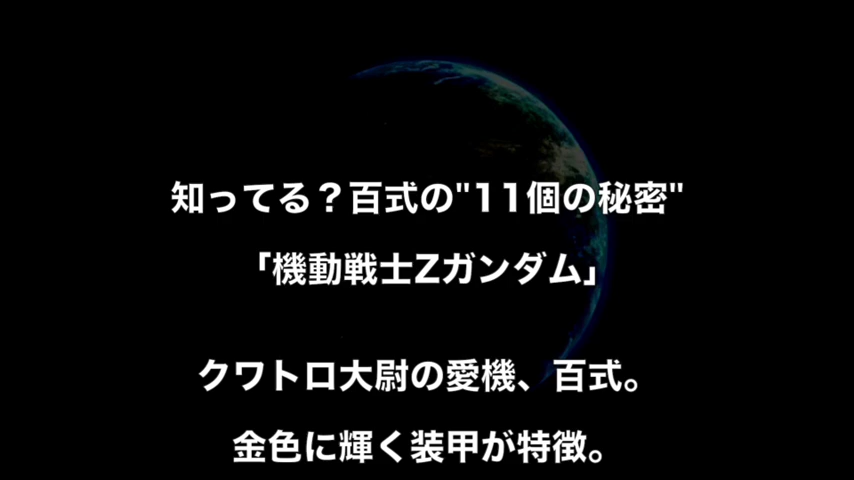 知ってる？百式の"11個の秘密"
「機動戦士Zガンダム」
クワトロ大尉の愛機、百式。
金色に輝く装甲が特徴。